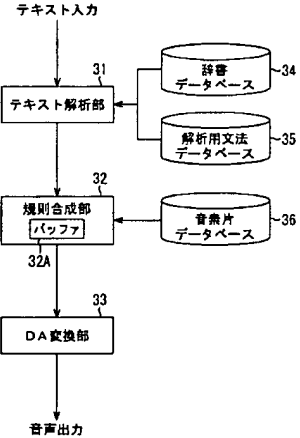 テキスト入力
31
テキスト解析部
辞書
データベース
34
解析用文法
データベース
35
32
規則合成部
バッファ
32A
音素片
データベース
36
33
DA変換部
音声出力